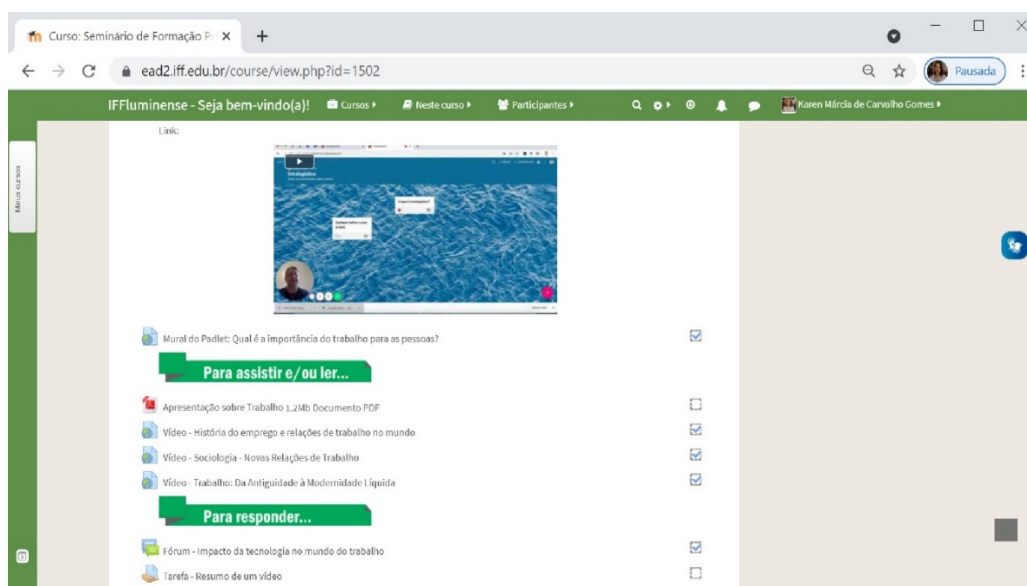 Curso: Seminário de Formação P
ead2.iff.edu.br/course/view.php?id=1502
Pausada
IFFluminense - Seja bem-vindo(a)!
Cursos
Neste curso
Participantes
Karen Márcia de Carvalho Gomes
Link:
Meus cursos
Intralogística
Mural do Padlet: Qual é a importância do trabalho para as pessoas?
Para assistir e/ou ler...
Apresentação sobre Trabalho 1.2Mb Documento PDF
Vídeo - História do emprego e relações de trabalho no mundo
Vídeo - Sociologia - Novas Relações de Trabalho
Vídeo - Trabalho: Da Antiguidade à Modernidade Líquida
Para responder...
Fórum - Impacto da tecnologia no mundo do trabalho
Tarefa - Resumo de um vídeo